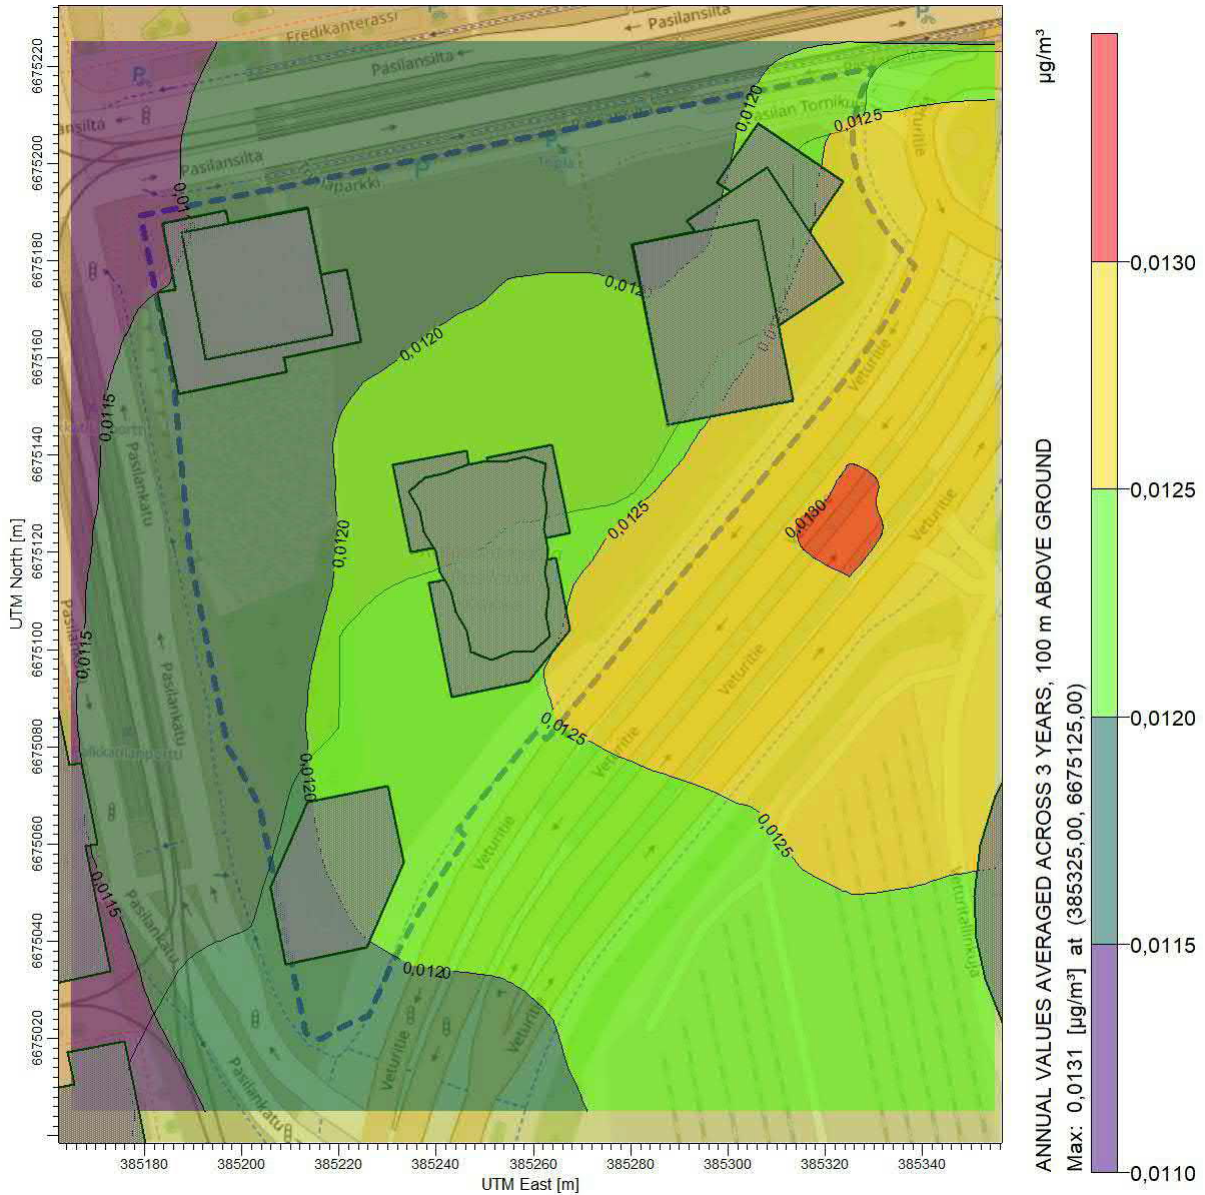 Fredikanterassi
Pasilansilta
Pasilansilta
Pasilansilta
Pasilansilta
0,0120
0,0125
Veturitie
0,0120
0,0115
Veturitie
0,0130
Veturitie
Pasilankatu
0,0125
0,0120
0,0115
Pasilankatu
Veturitie
0,0125
Veturitie
0,0120
Veturitie
0,0125
0,0115
Pasilankatu
Veturitallinkuja
0,0120
Veturitie
Veturitie
Pasilankatu
6675220
6675200
6675180
6675160
6675140
6675120
6675100
6675080
6675060
6675040
6675020
UTM North [m]
385180
385200
385220
385240
385260
385280
385300
385320
385340
UTM East [m]
ANNUAL VALUES AVERAGED ACROSS 3 YEARS, 100 m ABOVE GROUND
Max: 0,0131 [µg/m³] at (385325,00, 6675125,00)
µg/m³
0,0130
0,0125
0,0120
0,0115
0,0110